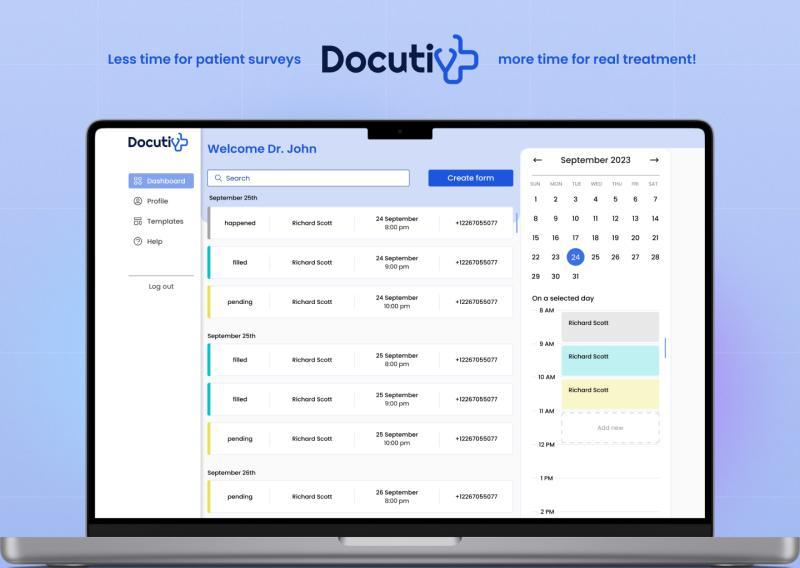 Less time for patient surveys
Docutiv
more time for real treatment!
Docutiv
Dashboard
Profile
Templates
Help
Log out
Welcome Dr. John
Search
Create form
September 25th
happened Richard Scott 24 September 8:00 pm +12267055077
filled Richard Scott 24 September 9:00 pm +12267055077
pending Richard Scott 24 September 10:00 pm +12267055077
September 25th
filled Richard Scott 25 September 8:00 pm +12267055077
filled Richard Scott 25 September 9:00 pm +12267055077
pending Richard Scott 25 September 10:00 pm +12267055077
September 26th
pending Richard Scott 26 September 8:00 pm +12267055077
← September 2023 →
SUN MON TUE WED THU FRI SAT
1 2 3 4 5 6 7
8 9 10 11 12 13 14
15 16 17 18 19 20 21
22 23 24 25 26 27 28
29 30 31
On a selected day
8 AM
Richard Scott
9 AM
Richard Scott
10 AM
Richard Scott
11 AM
Add new
12 PM
1 PM
2 PM